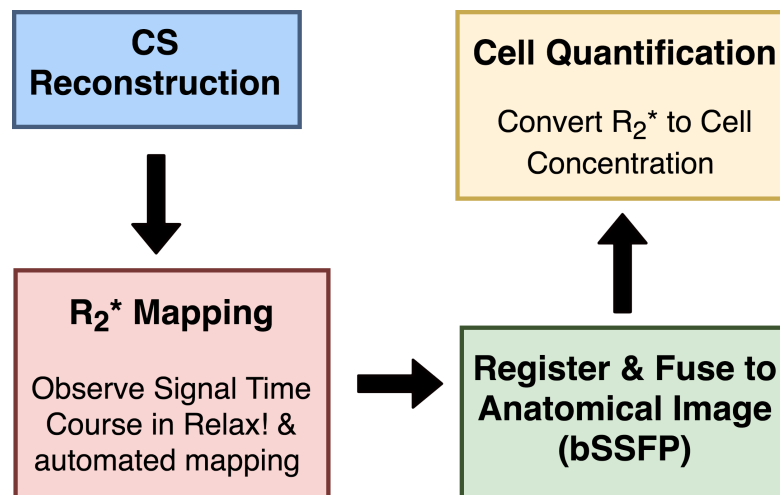 CS
Reconstruction
R₂* Mapping
Observe Signal Time
Course in Relax! &
automated mapping
Register & Fuse to
Anatomical Image
(bSSFP)
Cell Quantification
Convert R₂* to Cell
Concentration